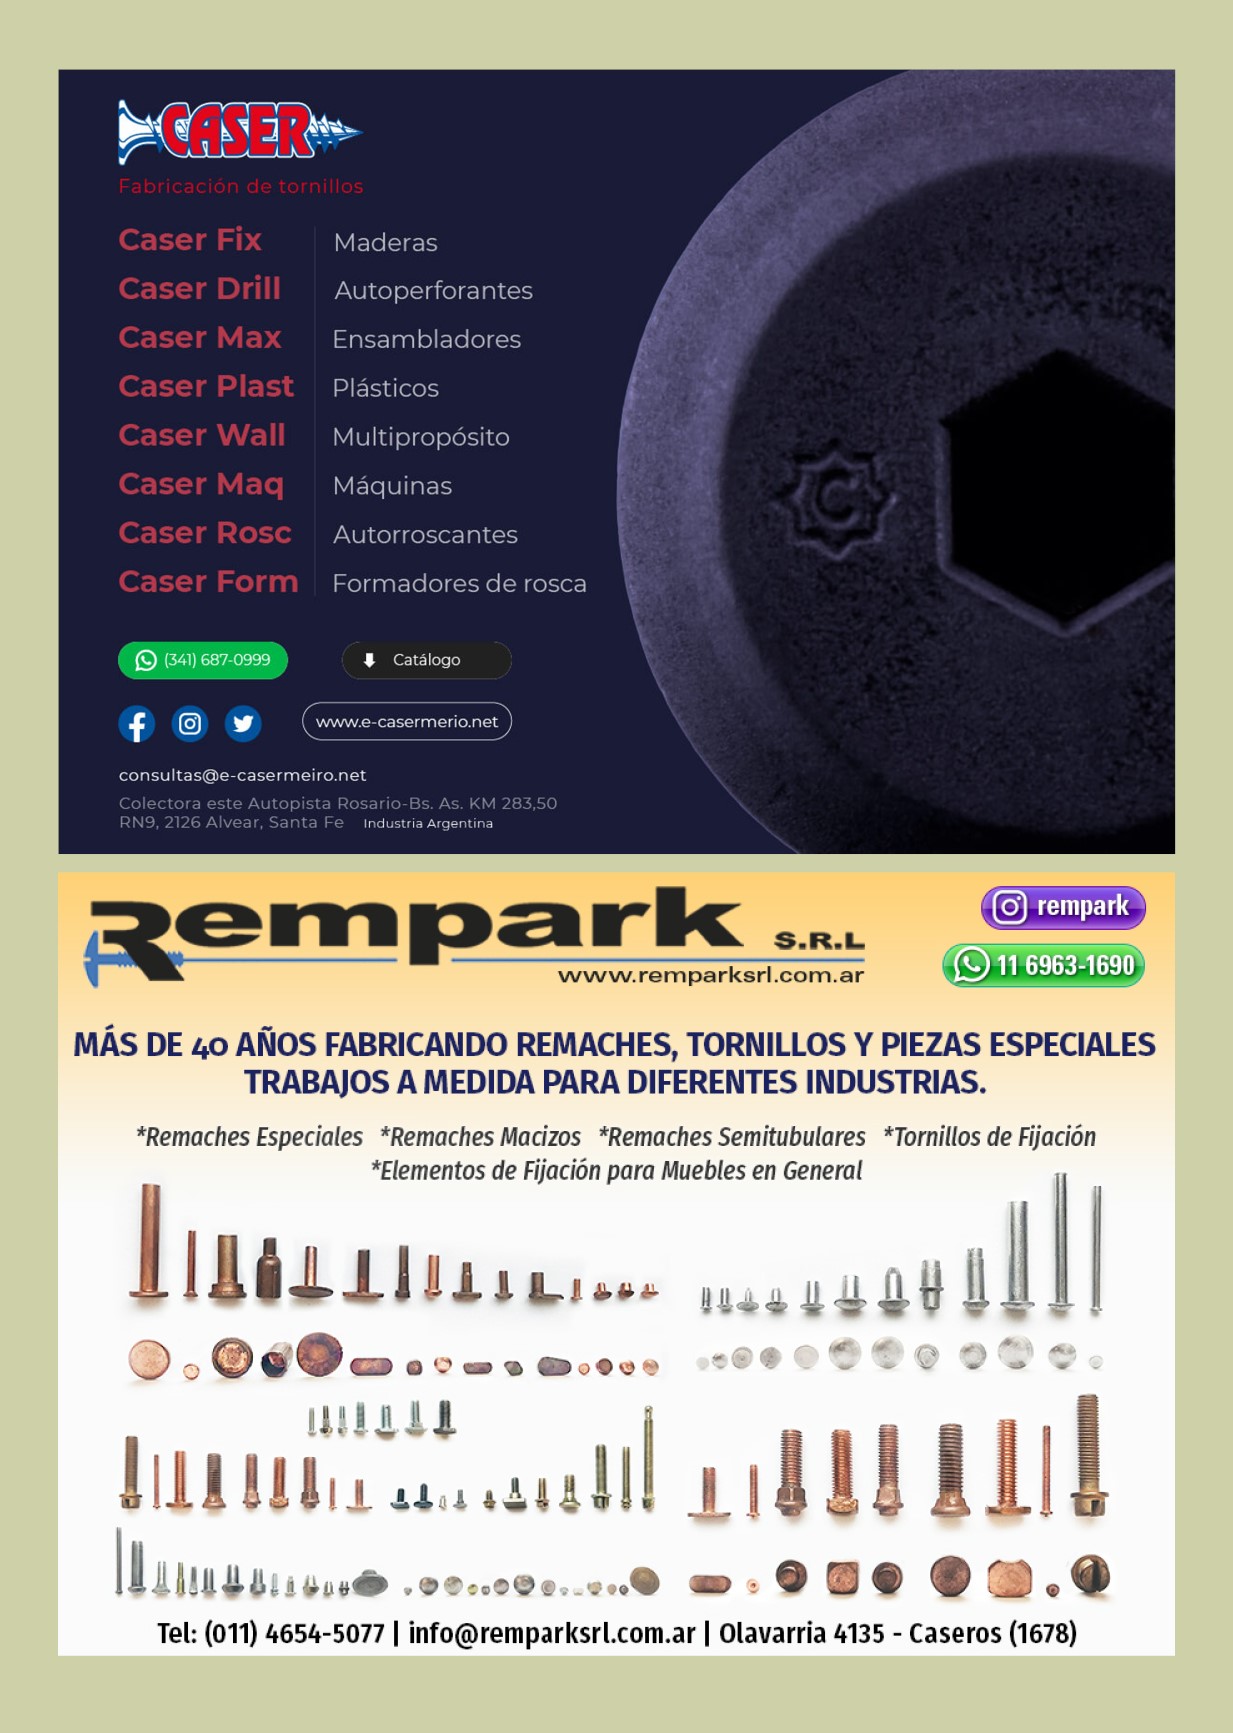 CASER
Fabricación de tornillos
Caser Fix Maderas
Caser Drill Autoperforantes
Caser Max Ensambladores
Caser Plast Plásticos
Caser Wall Multipropósito
Caser Maq Máquinas
Caser Rosc Autorroscantes
Caser Form Formadores de rosca
C
(341) 687-0999 Catálogo
www.e-casermerio.net
consultas@e-casermeiro.net
Colectora este Autopista Rosario-Bs. As. KM 283,50
RN9, 2126 Alvear, Santa Fe Industria Argentina
Rempark S.R.L
www.remparksrl.com.ar
rempark
11 6963-1690
MÁS DE 40 AÑOS FABRICANDO REMACHES, TORNILLOS Y PIEZAS ESPECIALES
TRABAJOS A MEDIDA PARA DIFERENTES INDUSTRIAS.
*Remaches Especiales *Remaches Macizos *Remaches Semitubulares *Tornillos de Fijación
*Elementos de Fijación para Muebles en General
Tel: (011) 4654-5077 | info@remparksrl.com.ar | Olavarria 4135 - Caseros (1678)